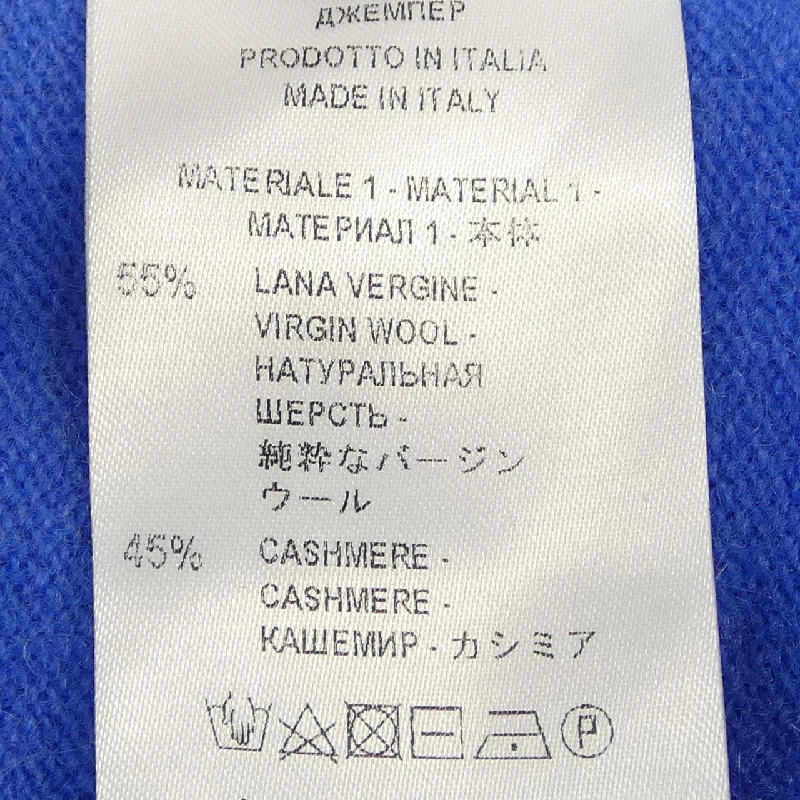 ДЖЕМПЕР
PRODOTTO IN ITALIA
MADE IN ITALY
MATERIALE 1 - MATERIAL 1 -
МАТЕРИАЛ 1 - 本体
55% LANA VERGINE -
VIRGIN WOOL -
НАТУРАЛЬНАЯ
ШЕРСТЬ -
純粋なバージン
ウール
45% CASHMERE -
CASHMERE -
КАШЕМИР - カシミア
P